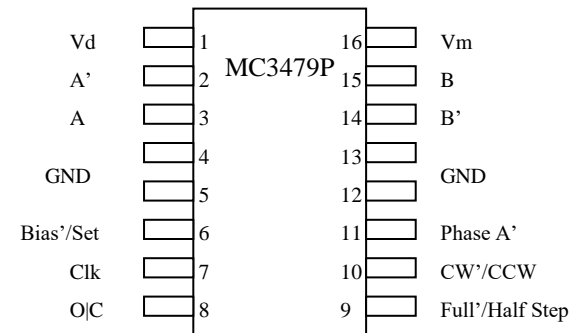 Vd 1 16 Vm
MC3479P
A’ 2 15 B
A 3 14 B’
4 13
GND GND
5 12
Bias’/Set 6 11 Phase A’
Clk 7 10 CW’/CCW
O|C 8 9 Full’/Half Step